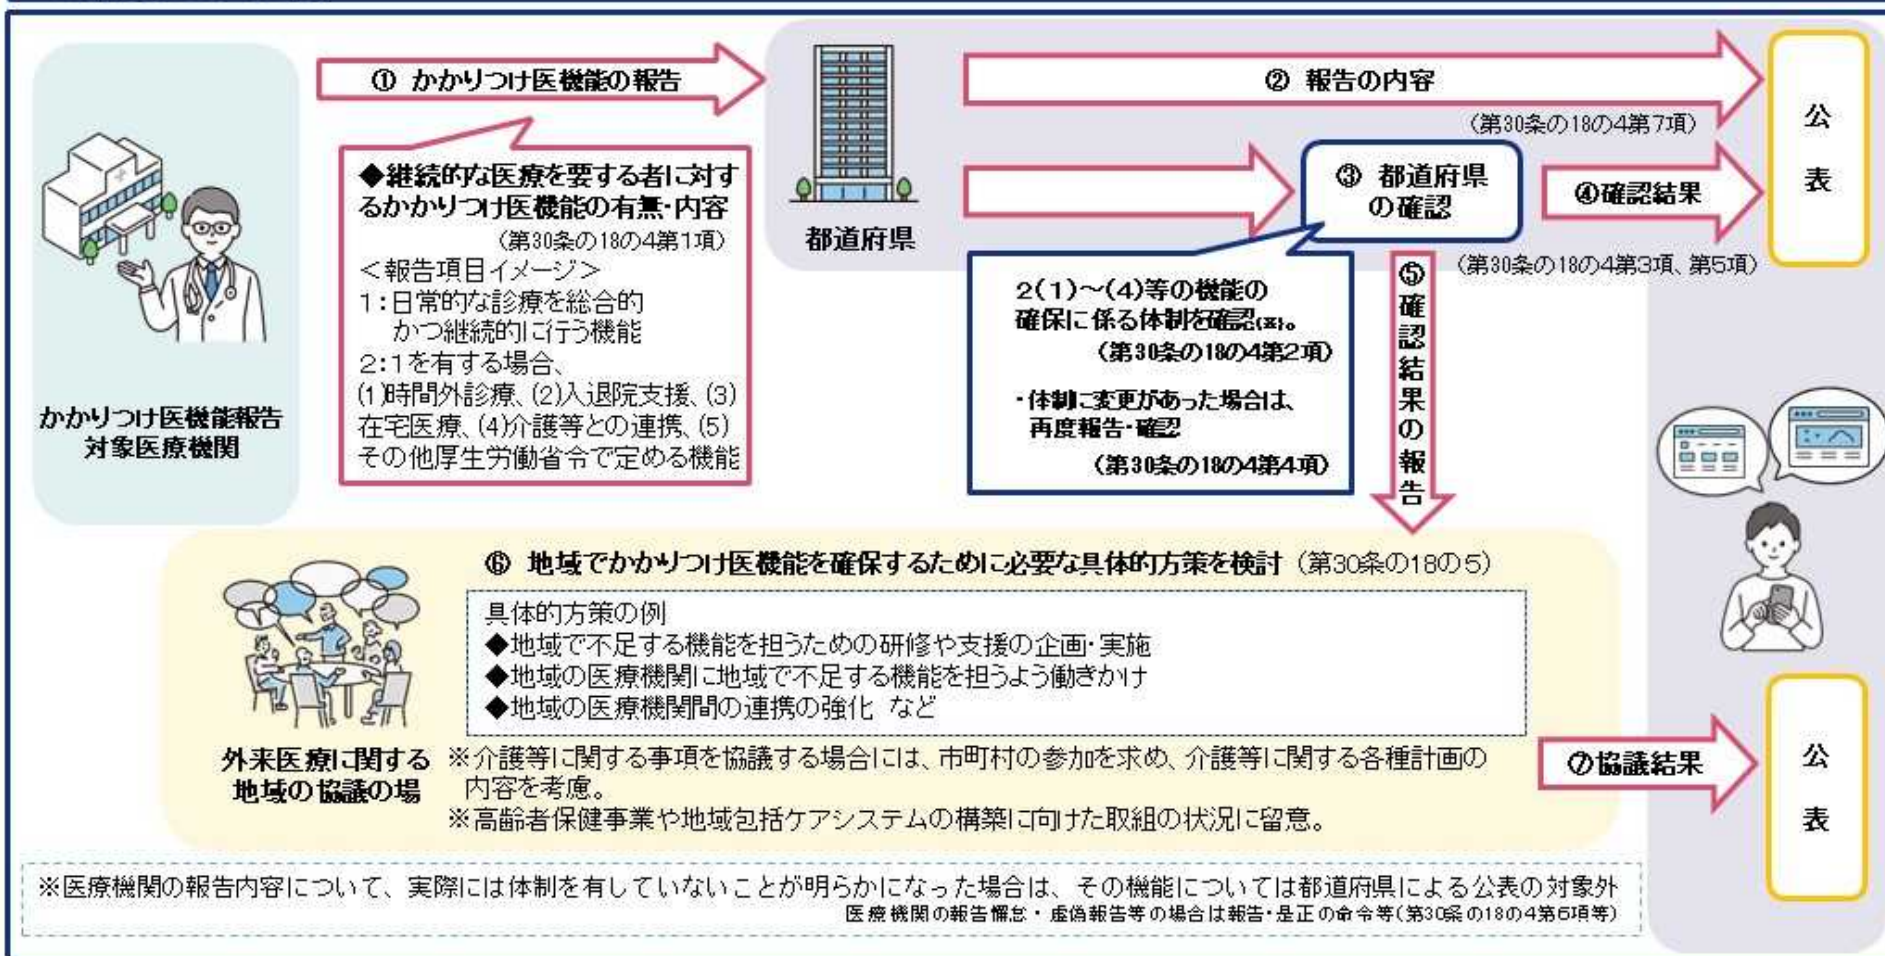 ① かかりつけ医機能の報告
② 報告の内容
(第30条の18の4第7項)
公
表
◆継続的な医療を要する者に対す
るかかりつけ医機能の有無・内容
(第30条の18の4第1項)
<報告項目イメージ>
1:日常的な診療を総合的
かつ継続的に行う機能
2:1を有する場合、
(1)時間外診療、(2)入退院支援、(3)
在宅医療、(4)介護等との連携、(5)
その他厚生労働省令で定める機能
かかりつけ医機能報告
対象医療機関
都道府県
③ 都道府県
の確認
④確認結果
(第30条の18の4第3項、第5項)
2(1)~(4)等の機能の
確保に係る体制を確認(※)。
(第30条の18の4第2項)
・体制に変更があった場合は、
再度報告・確認
(第30条の18の4第4項)
⑤確認結果の報告
⑥ 地域でかかりつけ医機能を確保するために必要な具体的方策を検討 (第30条の18の5)
具体的方策の例
◆地域で不足する機能を担うための研修や支援の企画・実施
◆地域の医療機関に地域で不足する機能を担うよう働きかけ
◆地域の医療機関間の連携の強化 など
外来医療に関する
地域の協議の場
※介護等に関する事項を協議する場合には、市町村の参加を求め、介護等に関する各種計画の
内容を考慮。
※高齢者保健事業や地域包括ケアシステムの構築に向けた取組の状況に留意。
⑦協議結果
公
表
※医療機関の報告内容について、実際には体制を有していないことが明らかになった場合は、その機能については都道府県による公表の対象外
医療機関の報告懈怠・虚偽報告等の場合は報告・是正の命令等(第30条の18の4第6項等)